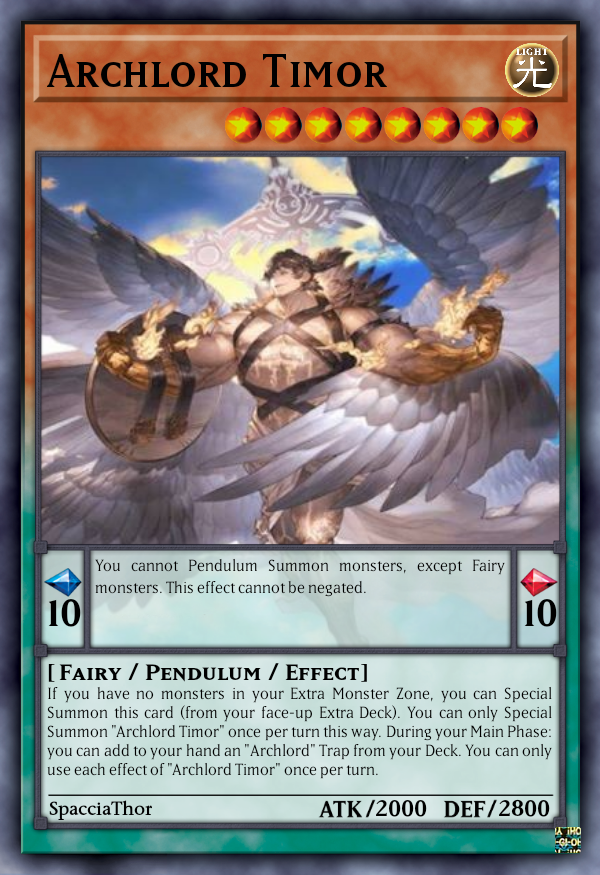 Archlord Timor
LIGHT
光
You cannot Pendulum Summon monsters, except Fairy
monsters. This effect cannot be negated.
10
10
[ Fairy / Pendulum / Effect ]
If you have no monsters in your Extra Monster Zone, you can Special
Summon this card (from your face-up Extra Deck). You can only Special
Summon "Archlord Timor" once per turn this way. During your Main Phase:
you can add to your hand an "Archlord" Trap from your Deck. You can only
use each effect of "Archlord Timor" once per turn.
SpacciaThor
ATK/2000 DEF/2800